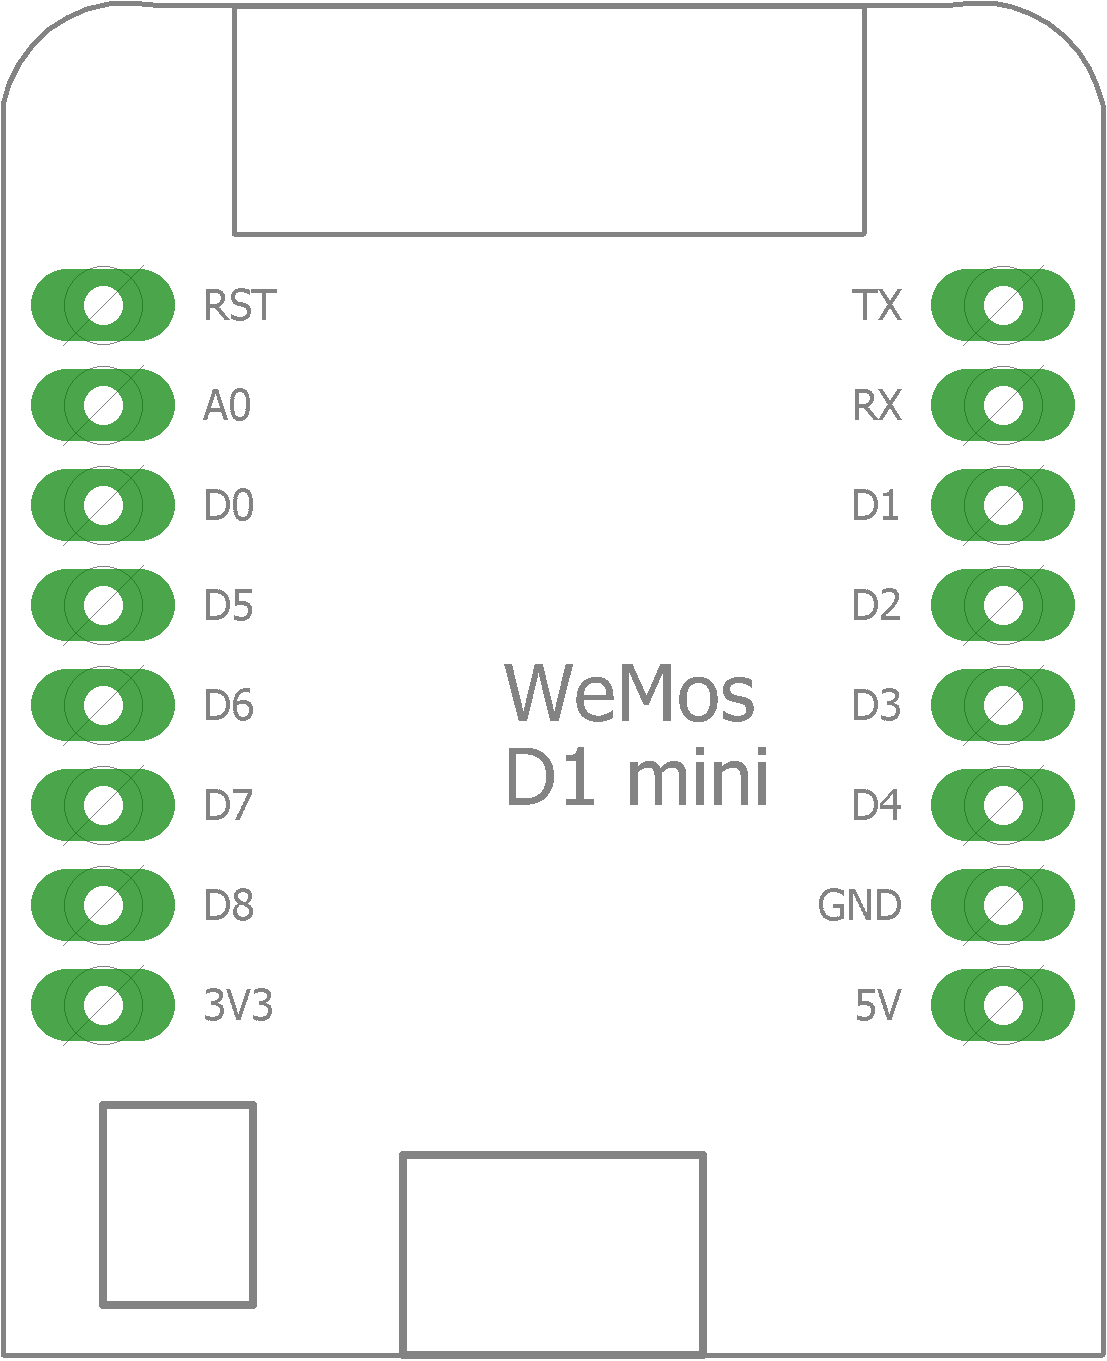 RST TX
A0 RX
D0 D1
D5 D2
D6 D3
WeMos
D1 mini
D7 D4
D8 GND
3V3 5V